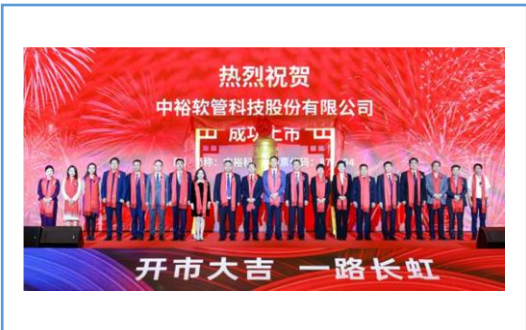 热烈祝贺
中裕软管科技股份有限公司
成功上市
开市大吉 一路长虹